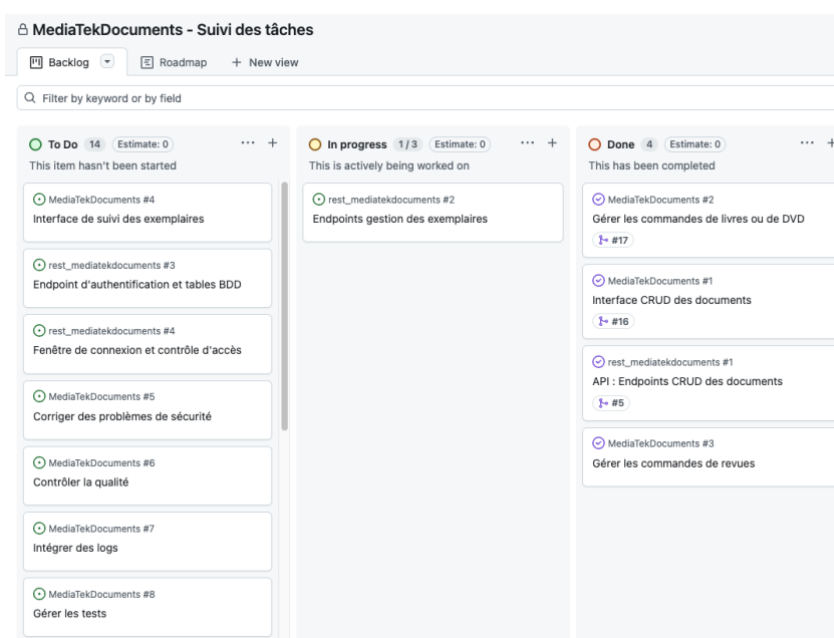 MediaTekDocuments - Suivi des tâches
Backlog
Roadmap
+ New view
Filter by keyword or by field
To Do 14 Estimate: 0
This item hasn't been started
MediaTekDocuments #4
Interface de suivi des exemplaires
rest_mediatekdocuments #3
Endpoint d'authentification et tables BDD
rest_mediatekdocuments #4
Fenêtre de connexion et contrôle d'accès
MediaTekDocuments #5
Corriger des problèmes de sécurité
MediaTekDocuments #6
Contrôler la qualité
MediaTekDocuments #7
Intégrer des logs
MediaTekDocuments #8
Gérer les tests
In progress 1 / 3 Estimate: 0
This is actively being worked on
rest_mediatekdocuments #2
Endpoints gestion des exemplaires
Done 4 Estimate: 0
This has been completed
MediaTekDocuments #2
Gérer les commandes de livres ou de DVD
#17
MediaTekDocuments #1
Interface CRUD des documents
#16
rest_mediatekdocuments #1
API : Endpoints CRUD des documents
#5
MediaTekDocuments #3
Gérer les commandes de revues